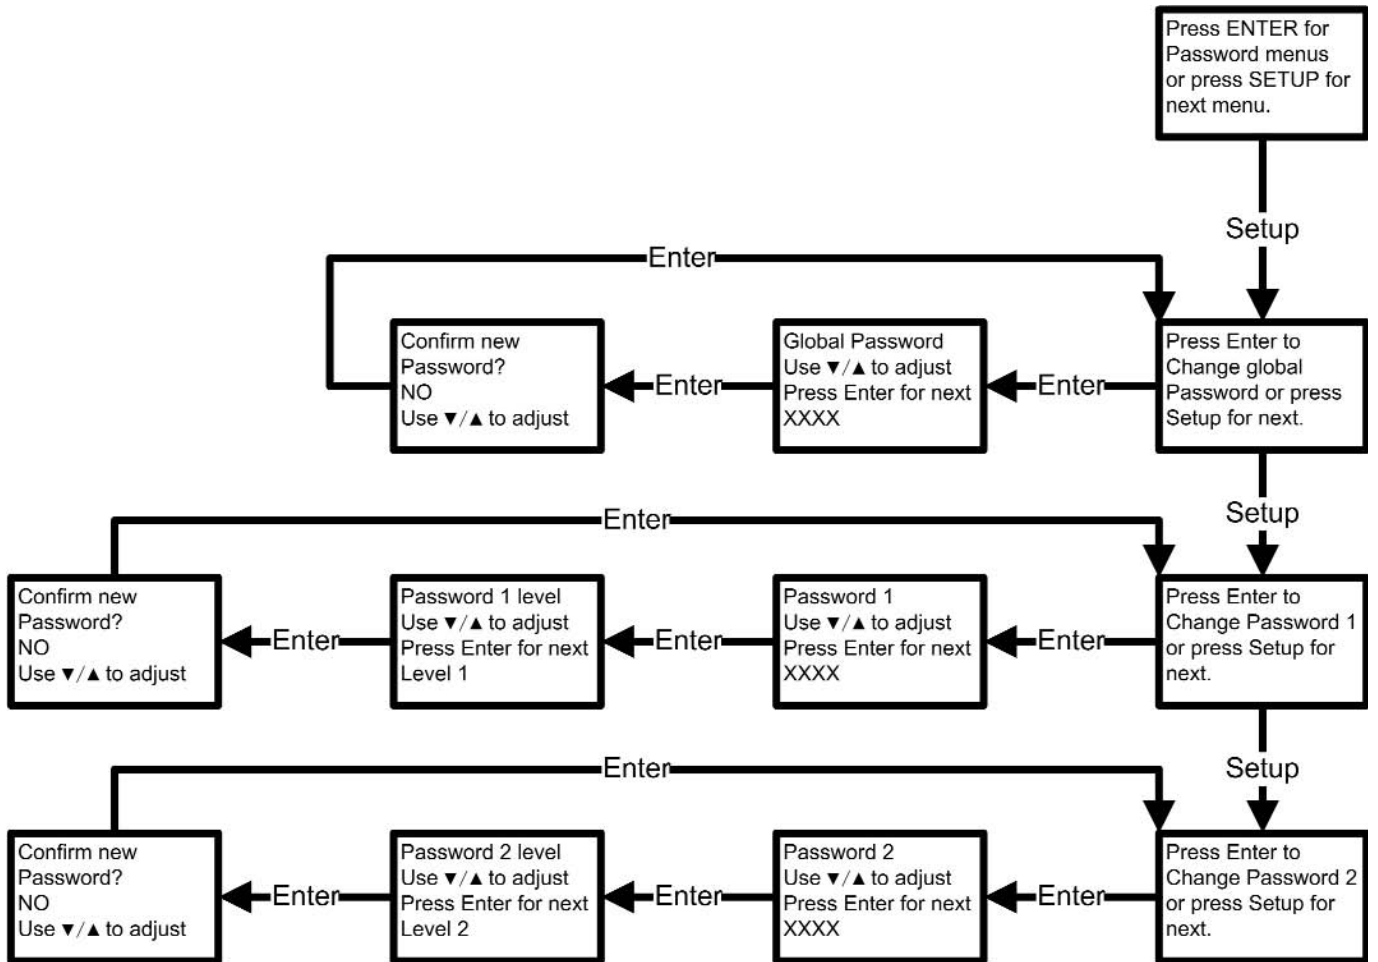 Press ENTER for
Password menus
or press SETUP for
next menu.
Setup
Enter
Confirm new
Password?
NO
Use ▼/▲ to adjust
Enter
Global Password
Use ▼/▲ to adjust
Press Enter for next
XXXX
Enter
Press Enter to
Change global
Password or press
Setup for next.
Setup
Enter
Confirm new
Password?
NO
Use ▼/▲ to adjust
Enter
Password 1 level
Use ▼/▲ to adjust
Press Enter for next
Level 1
Enter
Password 1
Use ▼/▲ to adjust
Press Enter for next
XXXX
Enter
Press Enter to
Change Password 1
or press Setup for
next.
Setup
Enter
Confirm new
Password?
NO
Use ▼/▲ to adjust
Enter
Password 2 level
Use ▼/▲ to adjust
Press Enter for next
Level 2
Enter
Password 2
Use ▼/▲ to adjust
Press Enter for next
XXXX
Enter
Press Enter to
Change Password 2
or press Setup for
next.